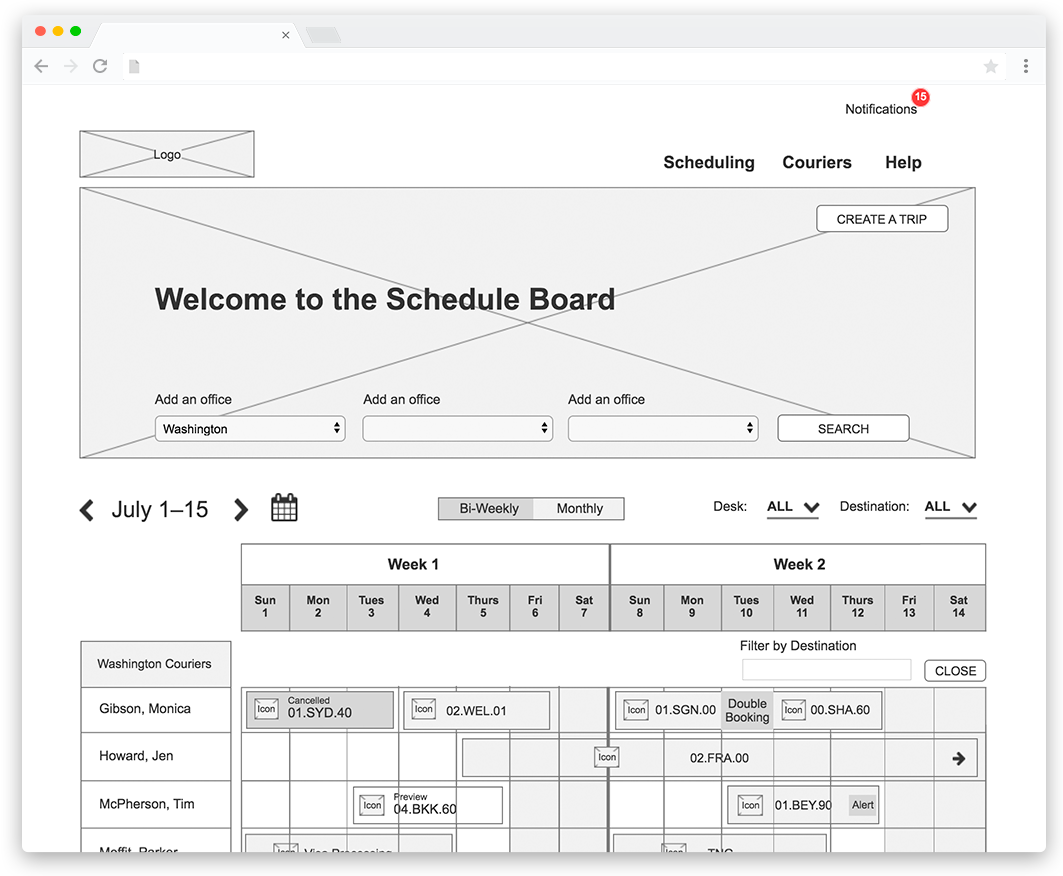 Notifications 15
Logo
Scheduling Couriers Help
CREATE A TRIP
Welcome to the Schedule Board
Add an office Add an office Add an office
Washington SEARCH
July 1–15 Bi-Weekly Monthly Desk: ALL Destination: ALL
Week 1 Week 2
Sun Mon Tues Wed Thurs Fri Sat Sun Mon Tues Wed Thurs Fri Sat
1 2 3 4 5 6 7 8 9 10 11 12 13 14
Filter by Destination
Washington Couriers CLOSE
Gibson, Monica Icon Cancelled 01.SYD.40 Icon 02.WEL.01 Icon 01.SGN.00 Double Booking Icon 00.SHA.60
Howard, Jen Icon 02.FRA.00
McPherson, Tim Icon Preview 04.BKK.60 Icon 01.BEY.90 Alert
Moffit, Parker Icon Visa Processing Icon